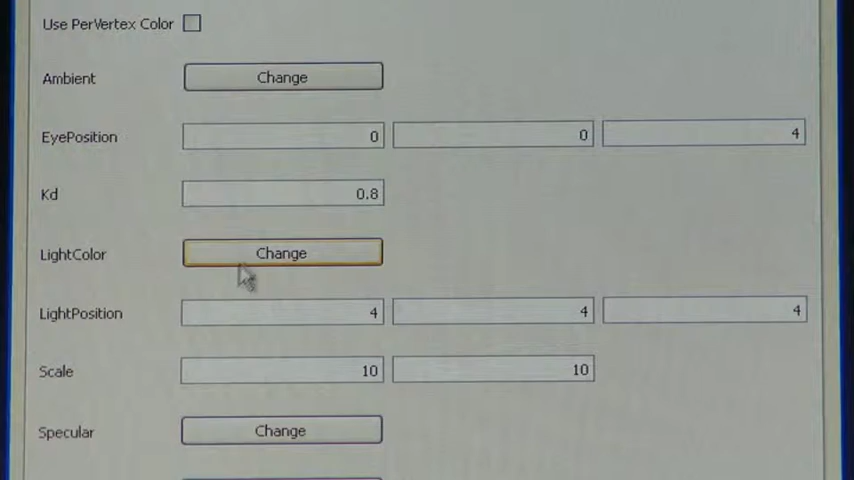 Use PerVertex Color
Ambient Change
EyePosition 0 0 4
Kd 0.8
LightColor Change
LightPosition 4 4 4
Scale 10 10
Specular Change